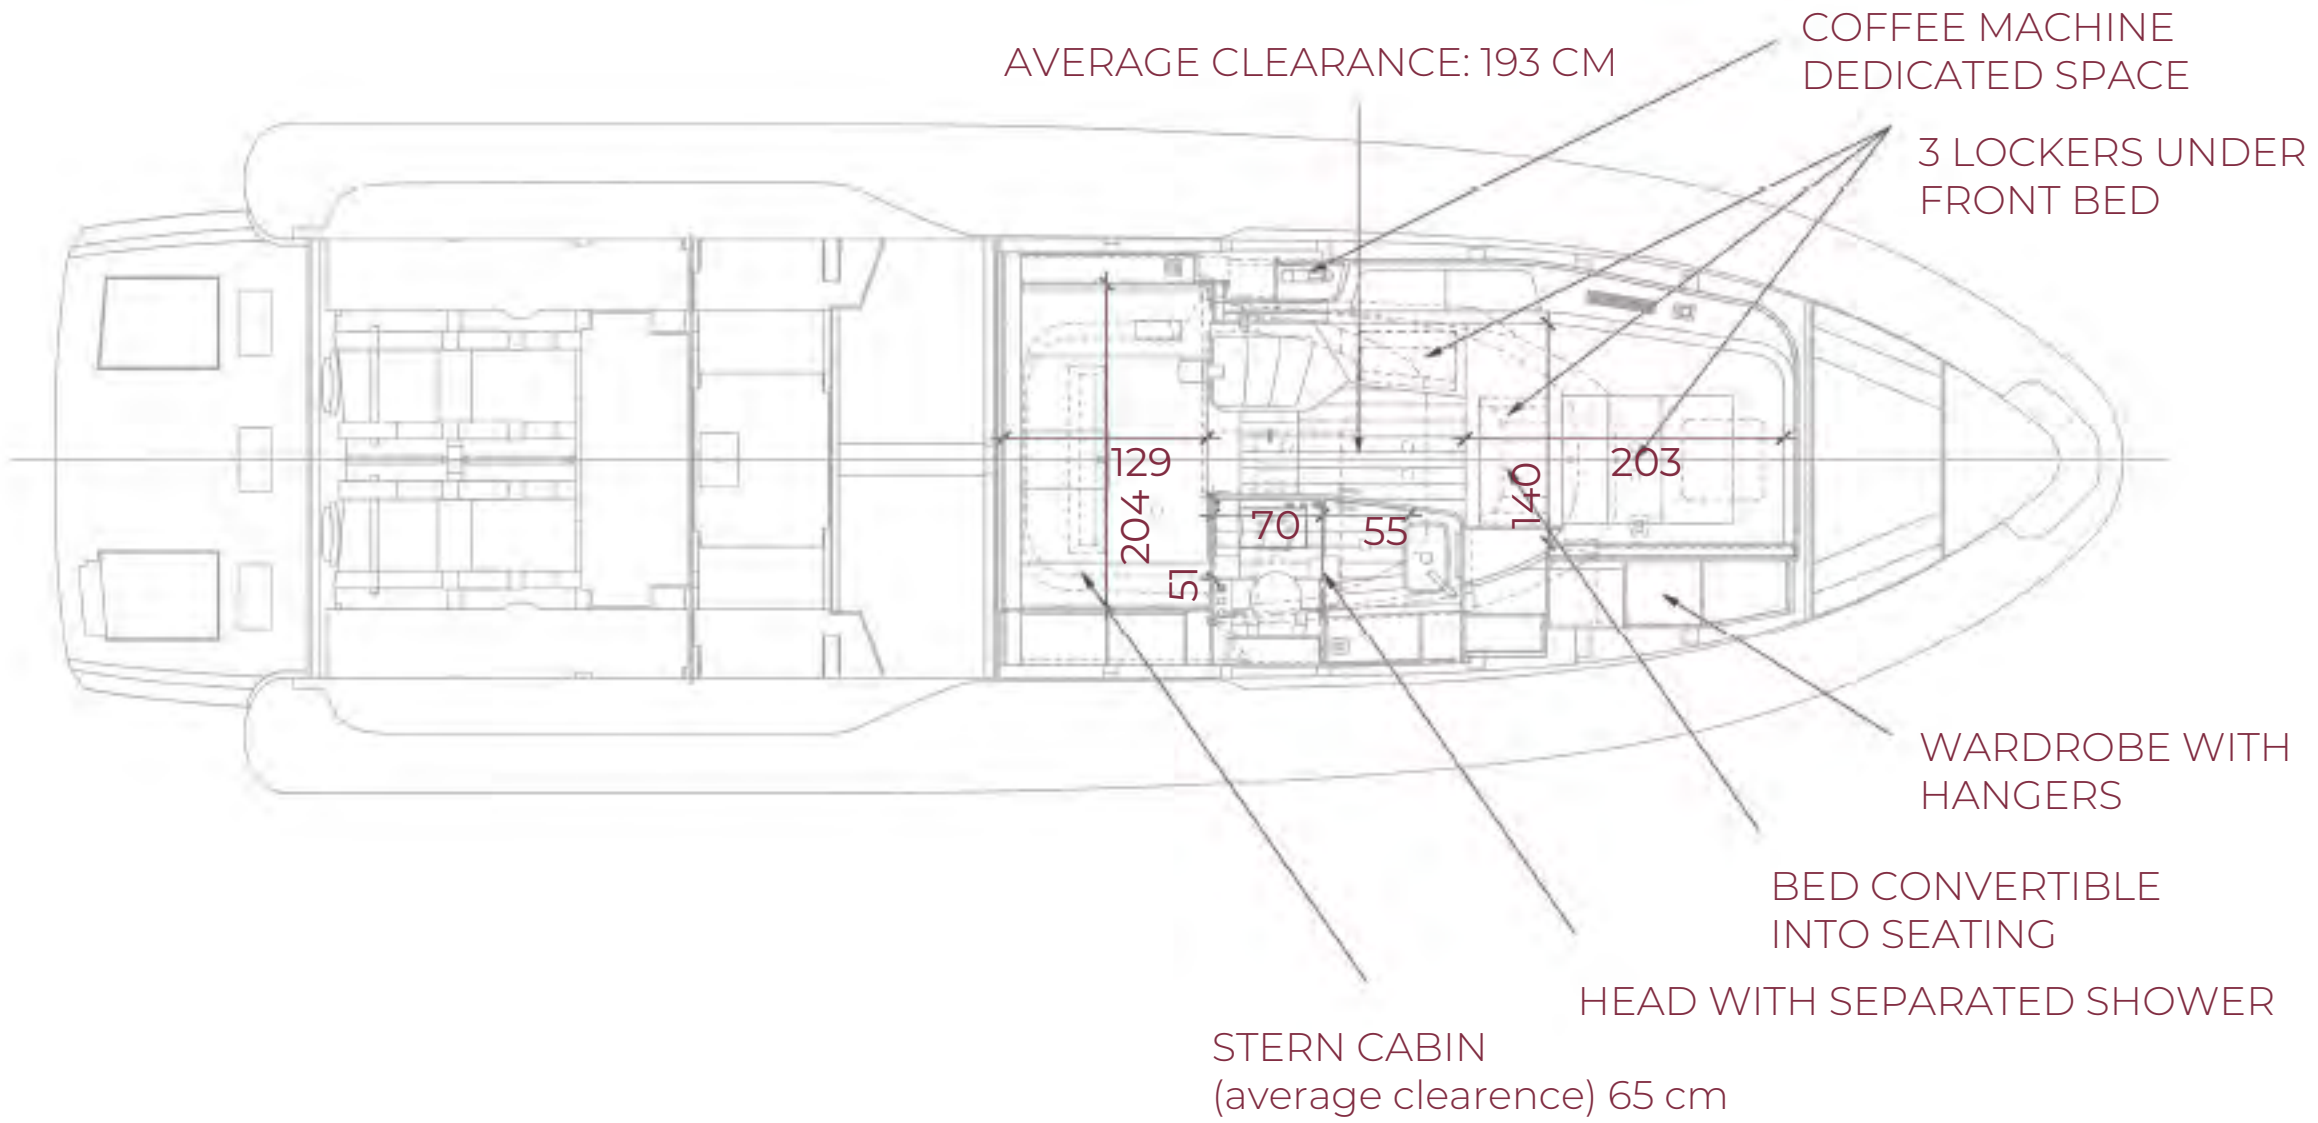 COFFEE MACHINE
DEDICATED SPACE
AVERAGE CLEARANCE: 193 CM
3 LOCKERS UNDER
FRONT BED
129
203
140
204
70
55
51
WARDROBE WITH
HANGERS
BED CONVERTIBLE
INTO SEATING
HEAD WITH SEPARATED SHOWER
STERN CABIN
(average clearence) 65 cm